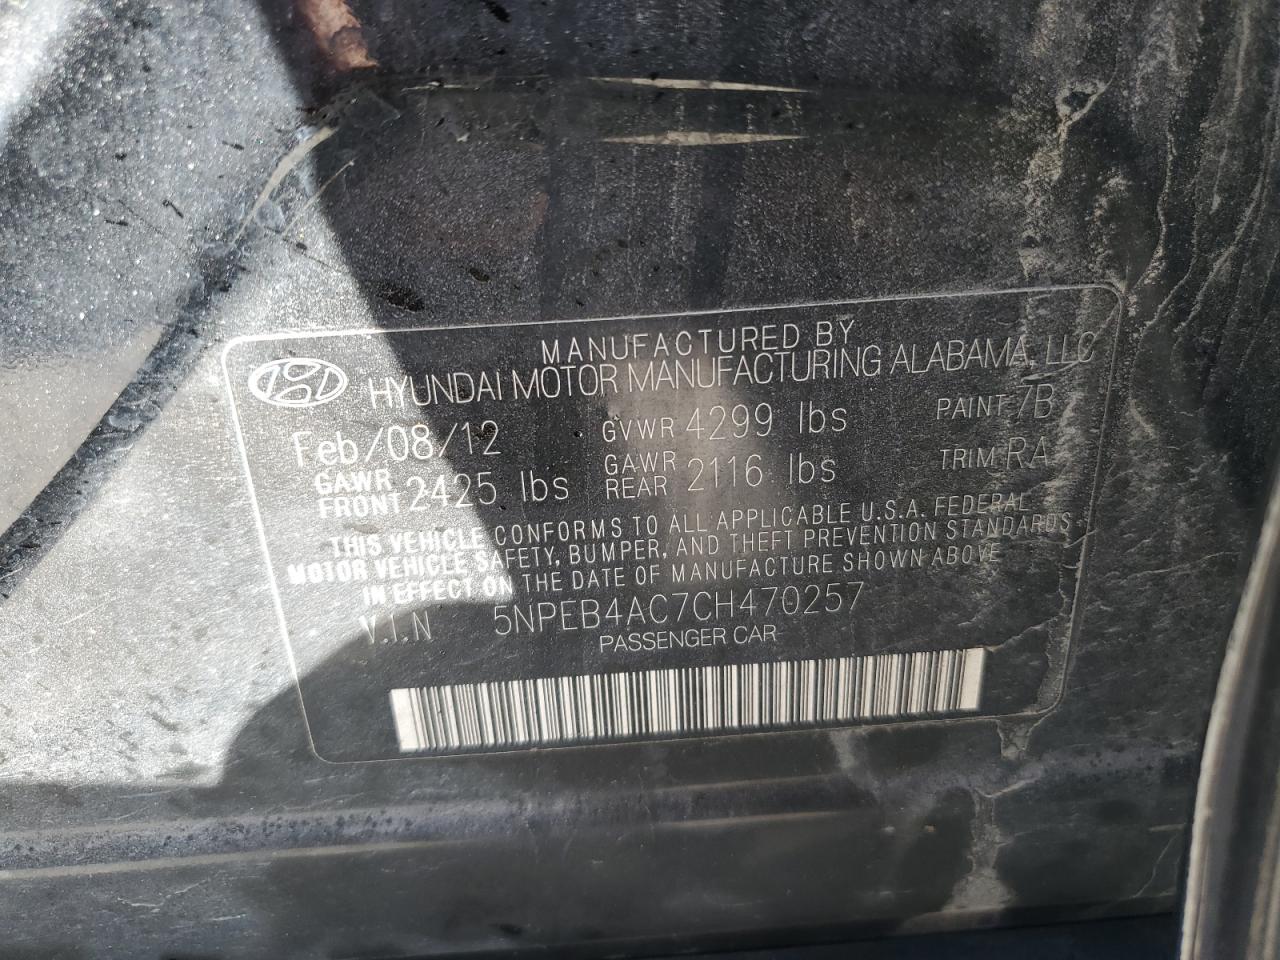 MANUFACTURED BY
HYUNDAI MOTOR MANUFACTURING ALABAMA, LLC
Feb/08/12 GVWR 4299 lbs PAINT 7B
GAWR FRONT 2425 lbs GAWR REAR 2116 lbs TRIM RA
THIS VEHICLE CONFORMS TO ALL APPLICABLE U.S.A. FEDERAL
MOTOR VEHICLE SAFETY, BUMPER, AND THEFT PREVENTION STANDARDS
IN EFFECT ON THE DATE OF MANUFACTURE SHOWN ABOVE
V.I.N 5NPEB4AC7CH470257
PASSENGER CAR